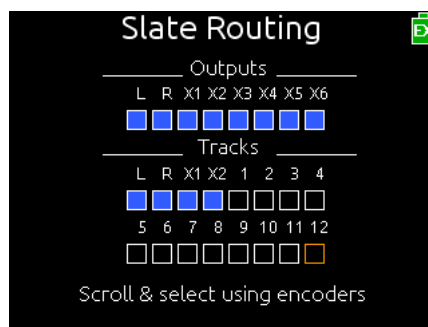 Slate Routing
EX
Outputs
L R X1 X2 X3 X4 X5 X6
Tracks
L R X1 X2 1 2 3 4
5 6 7 8 9 10 11 12
Scroll & select using encoders